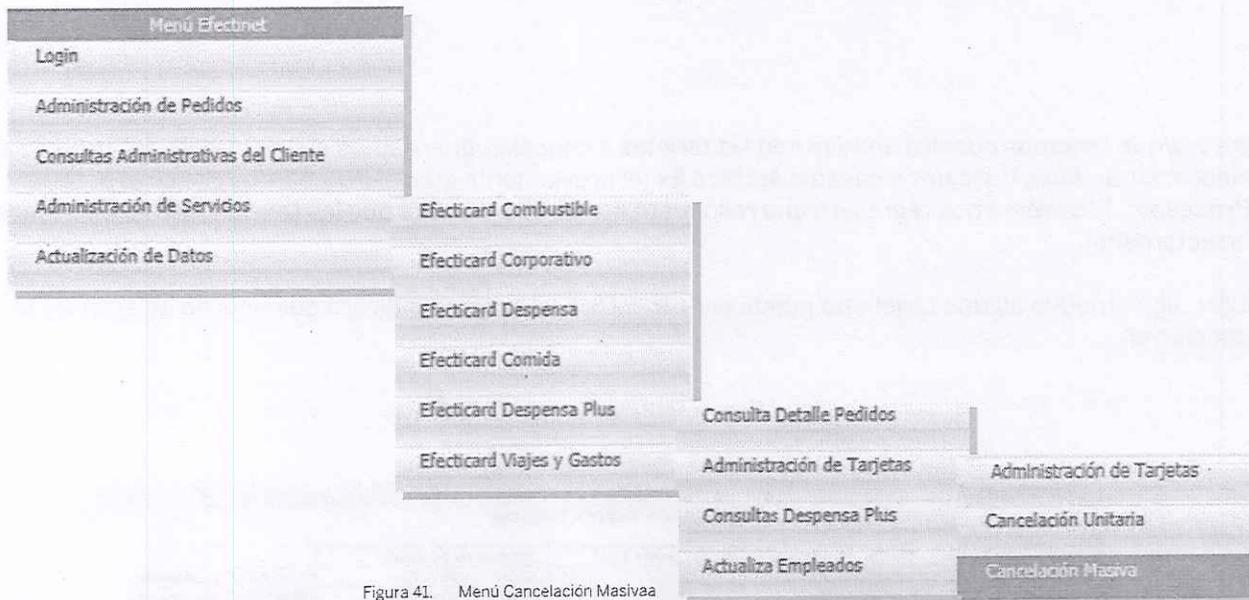 Menú Efectinet
Login
Administración de Pedidos
Consultas Administrativas del Cliente
Administración de Servicios
Actualización de Datos
Efecticard Combustible
Efecticard Corporativo
Efecticard Despensa
Efecticard Comida
Efecticard Despensa Plus
Efecticard Viajes y Gastos
Consulta Detalle Pedidos
Administración de Tarjetas
Consultas Despensa Plus
Actualiza Empleados
Administración de Tarjetas
Cancelación Unitaria
Cancelación Masiva
Figura 41. Menú Cancelación Masivaa